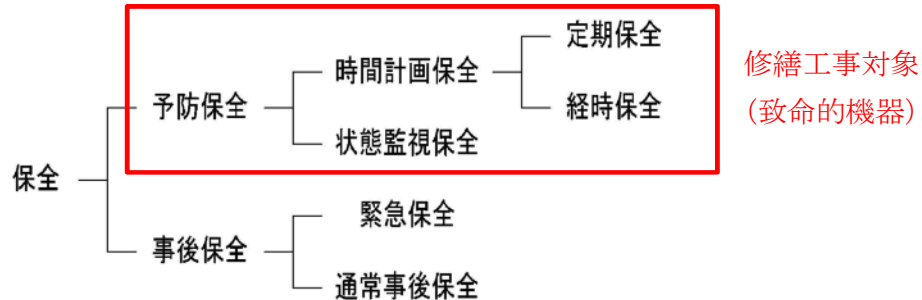 定期保全
時間計画保全
修繕工事対象
予防保全
経時保全
(致命的機器)
状態監視保全
保全
緊急保全
事後保全
通常事後保全